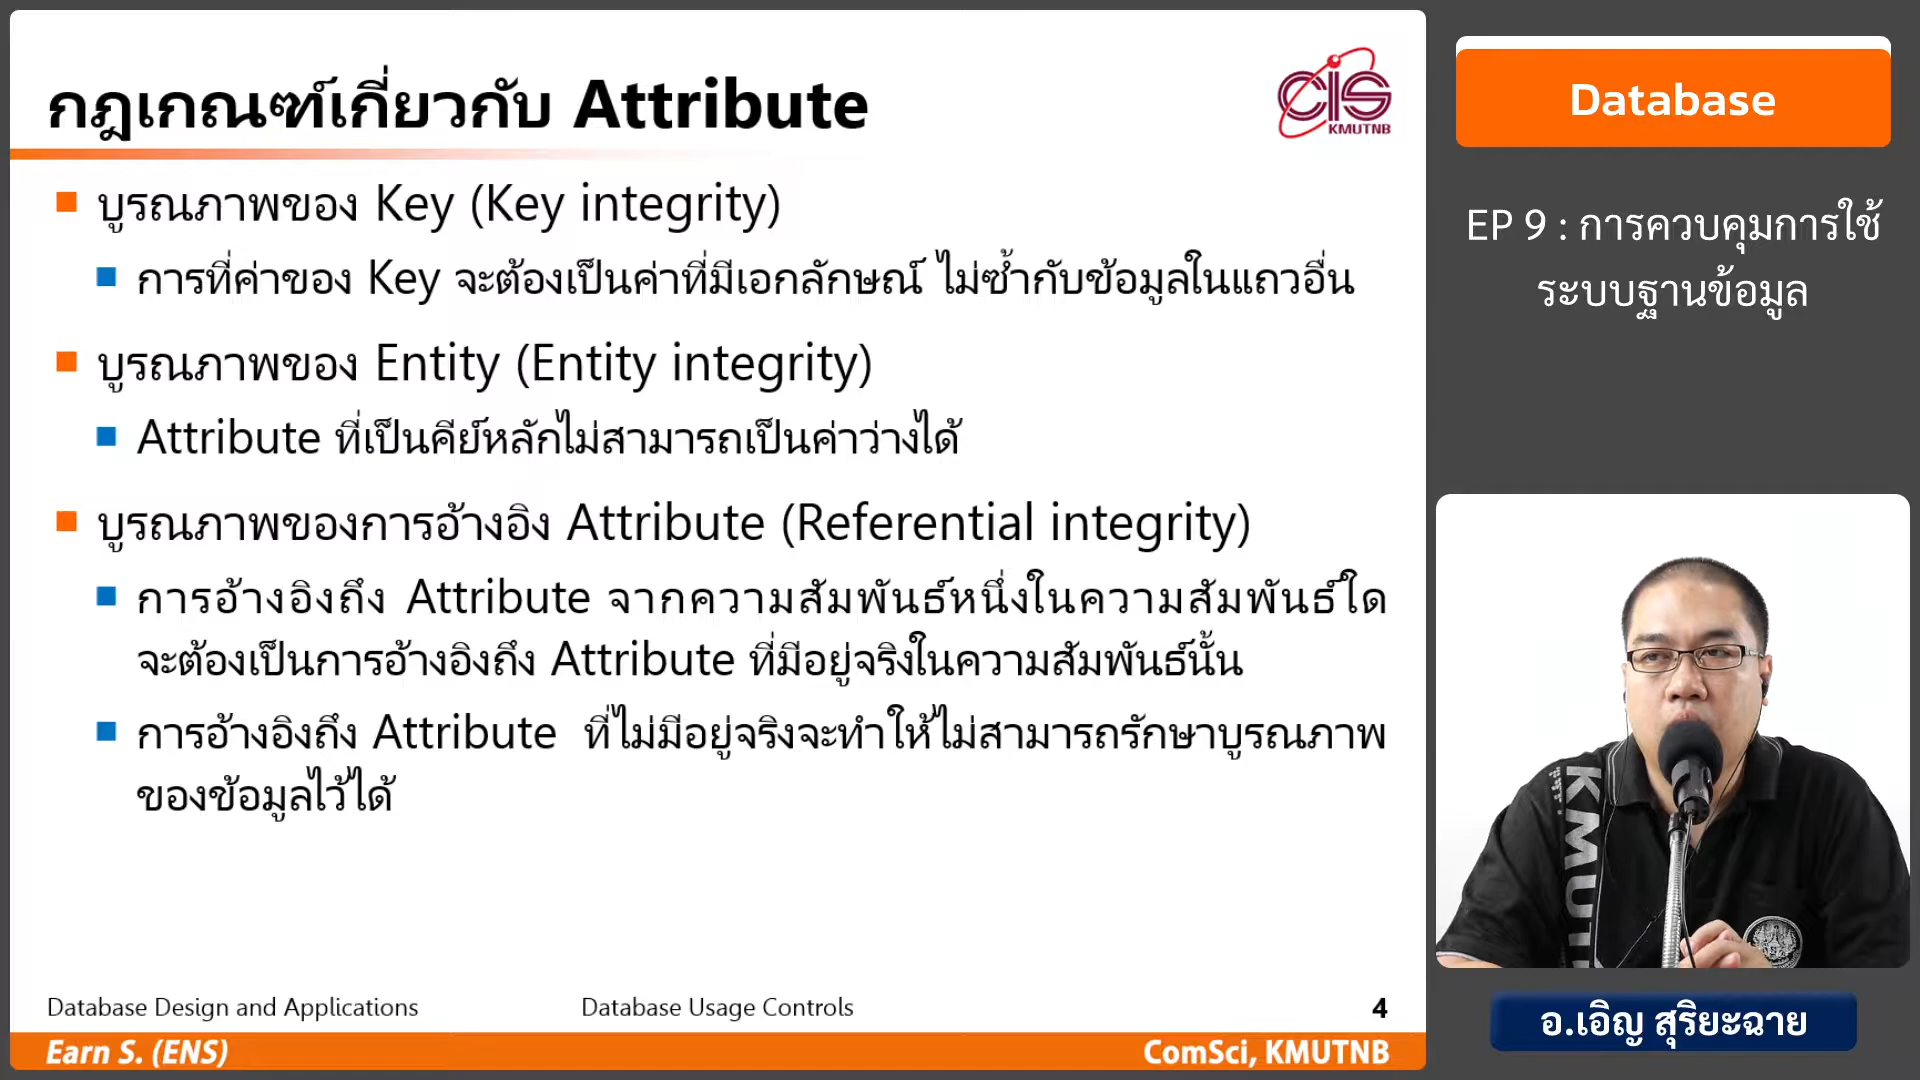 กฎเกณฑ์เกี่ยวกับ Attribute
CIS
KMUTNB
บูรณภาพของ Key (Key integrity)
การที่ค่าของ Key จะต้องเป็นค่าที่มีเอกลักษณ์ ไม่ซ้ำกับข้อมูลในแถวอื่น
บูรณภาพของ Entity (Entity integrity)
Attribute ที่เป็นคีย์หลักไม่สามารถเป็นค่าว่างได้
บูรณภาพของการอ้างอิง Attribute (Referential integrity)
การอ้างอิงถึง Attribute จากความสัมพันธ์หนึ่งในความสัมพันธ์ใด
จะต้องเป็นการอ้างอิงถึง Attribute ที่มีอยู่จริงในความสัมพันธ์นั้น
การอ้างอิงถึง Attribute ที่ไม่มีอยู่จริงจะทำให้ไม่สามารถรักษาบูรณภาพ
ของข้อมูลไว้ได้
Database Design and Applications
Database Usage Controls
4
Earn S. (ENS)
ComSci, KMUTNB
Database
EP 9 : การควบคุมการใช้
ระบบฐานข้อมูล
KMUT
อ.เอิญ สุริยะฉาย